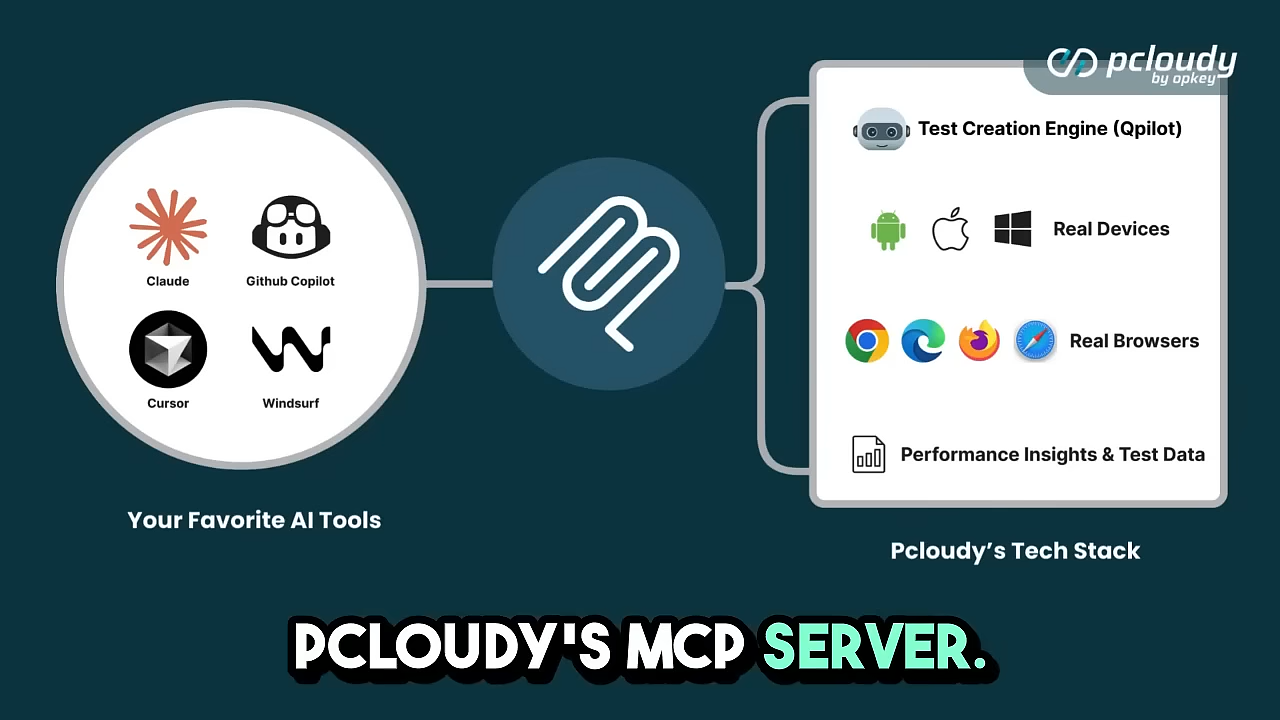 pcloudy
by opkey
Test Creation Engine (Qpilot)
Real Devices
Real Browsers
Performance Insights & Test Data
Pcloudy’s Tech Stack
Claude
Github Copilot
Cursor
Windsurf
Your Favorite AI Tools
PCLOUDY'S MCP SERVER.